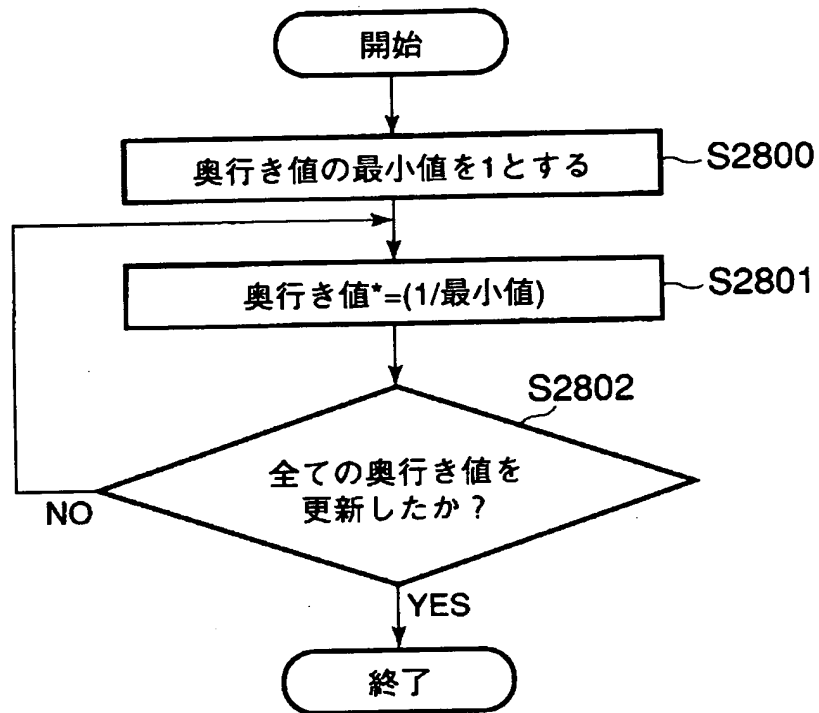 開始
奥行き値の最小値を1とする
S2800
奥行き値*=(1/最小値)
S2801
S2802
全ての奥行き値を
更新したか？
NO
YES
終了